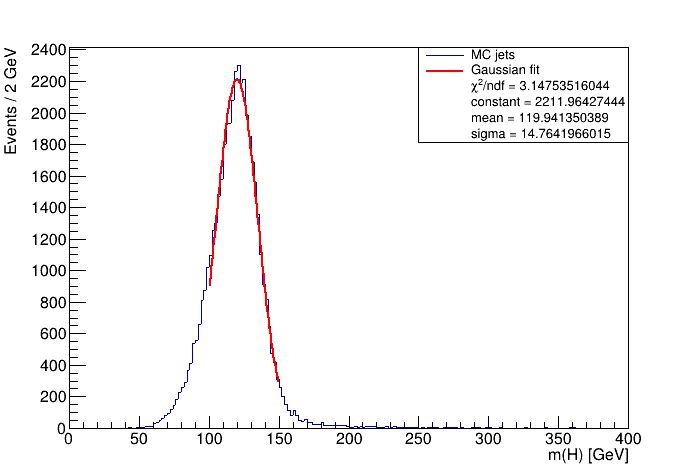 MC jets
Gaussian fit
χ²/ndf = 3.14753516044
constant = 2211.96427444
mean = 119.941350389
sigma = 14.7641966015
Events / 2 GeV
2400
2200
2000
1800
1600
1400
1200
1000
800
600
400
200
0
0 50 100 150 200 250 300 350 400
m(H) [GeV]